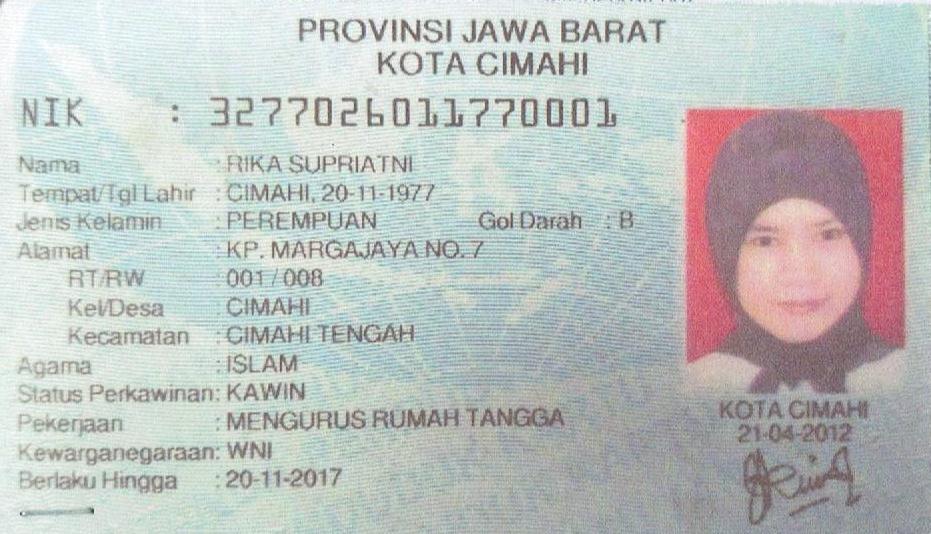 PROVINSI JAWA BARAT
KOTA CIMAHI
NIK : 3277026011770001
Nama : RIKA SUPRIATNI
Tempat/Tgl Lahir : CIMAHI, 20-11-1977
Jenis Kelamin : PEREMPUAN Gol Darah : B
Alamat : KP. MARGAJAYA NO. 7
RT/RW : 001 / 008
Kel/Desa : CIMAHI
Kecamatan : CIMAHI TENGAH
Agama : ISLAM
Status Perkawinan: KAWIN
Pekerjaan : MENGURUS RUMAH TANGGA
Kewarganegaraan: WNI
Berlaku Hingga : 20-11-2017
KOTA CIMAHI
21-04-2012